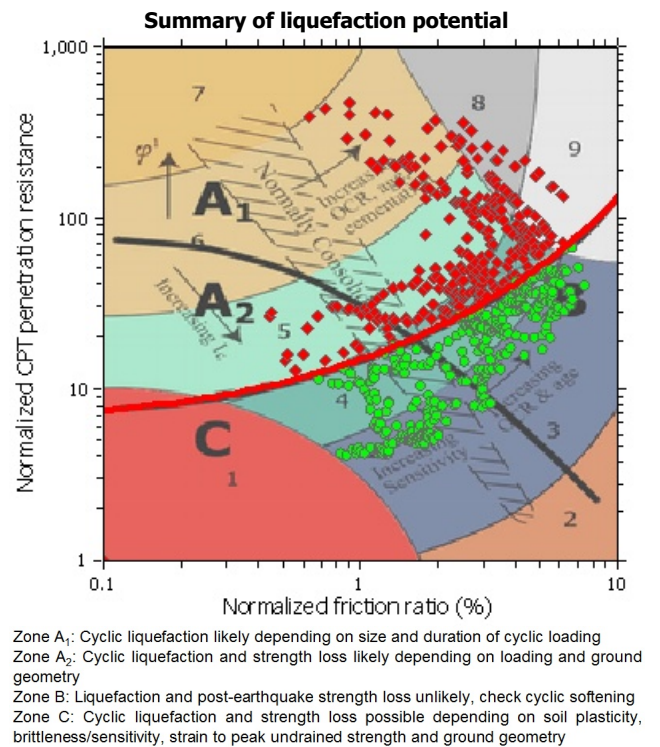 Summary of liquefaction potential
1,000
7
8
9
φ'
Increasing
OCR, age
cementation
Normally Consolidated
A1
100
6
A2
Increasing
5
B
10
4
Increasing
OCR & age
C
3
Increasing
Sensitivity
1
2
1
0.1
1
10
Normalized CPT penetration resistance
Normalized friction ratio (%)
Zone A1: Cyclic liquefaction likely depending on size and duration of cyclic loading
Zone A2: Cyclic liquefaction and strength loss likely depending on loading and ground
geometry
Zone B: Liquefaction and post-earthquake strength loss unlikely, check cyclic softening
Zone C: Cyclic liquefaction and strength loss possible depending on soil plasticity,
brittleness/sensitivity, strain to peak undrained strength and ground geometry